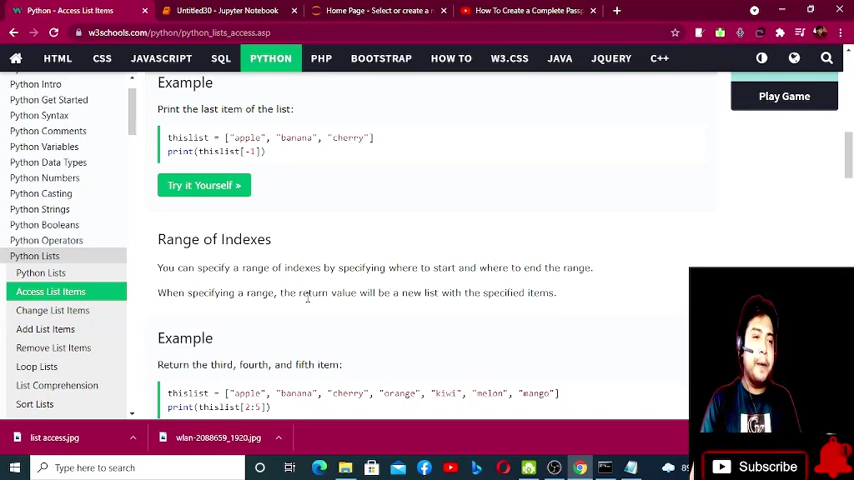 Python - Access List Items
Untitled30 - Jupyter Notebook
Home Page - Select or create a n
How To Create a Complete Passp
w3schools.com/python/python_lists_access.asp
HTML CSS JAVASCRIPT SQL PYTHON PHP BOOTSTRAP HOW TO W3.CSS JAVA JQUERY C++
Python Intro
Python Get Started
Python Syntax
Python Comments
Python Variables
Python Data Types
Python Numbers
Python Casting
Python Strings
Python Booleans
Python Operators
Python Lists
Python Lists
Access List Items
Change List Items
Add List Items
Remove List Items
Loop Lists
List Comprehension
Sort Lists
Example
Print the last item of the list:
thislist = ["apple", "banana", "cherry"]
print(thislist[-1])
Try it Yourself »
Range of Indexes
You can specify a range of indexes by specifying where to start and where to end the range.
When specifying a range, the return value will be a new list with the specified items.
Example
Return the third, fourth, and fifth item:
thislist = ["apple", "banana", "cherry", "orange", "kiwi", "melon", "mango"]
print(thislist[2:5])
Play Game
list access.jpg
wlan-2088659_1920.jpg
Type here to search
Subscribe